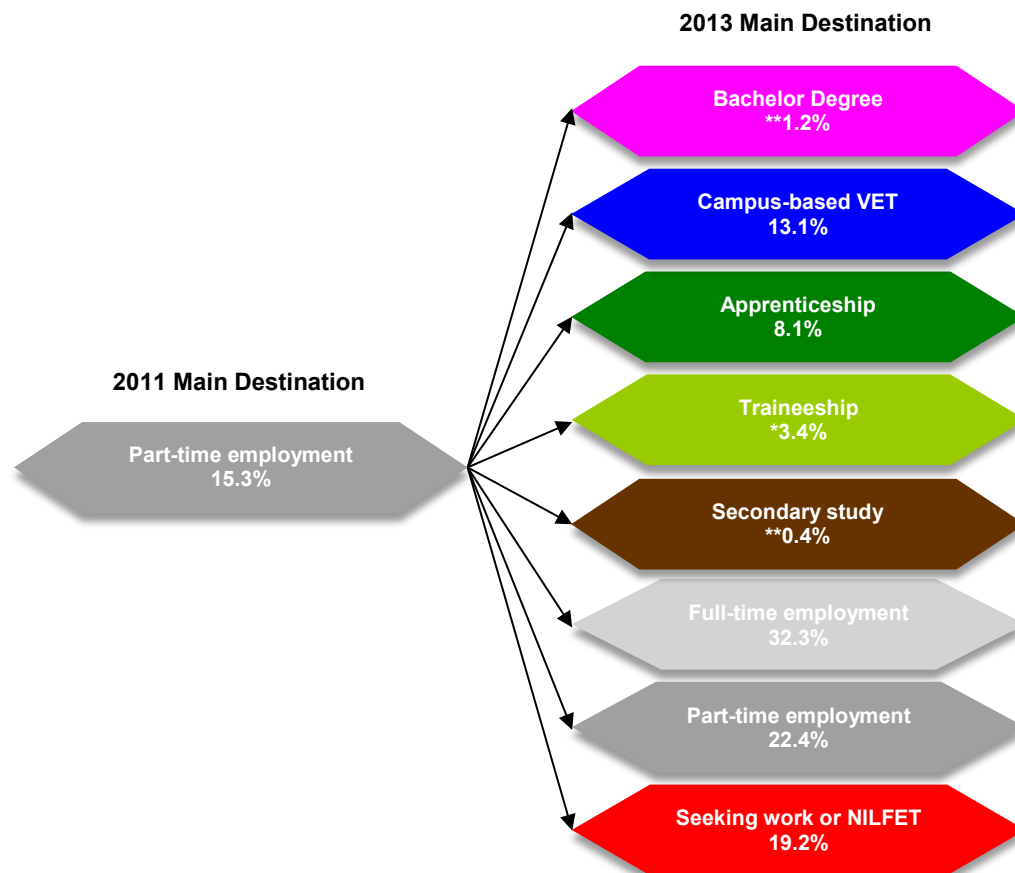 2013 Main Destination
Bachelor Degree
**1.2%
Campus-based VET
13.1%
Apprenticeship
8.1%
2011 Main Destination
Traineeship
*3.4%
Part-time employment
15.3%
Secondary study
**0.4%
Full-time employment
32.3%
Part-time employment
22.4%
Seeking work or NILFET
19.2%